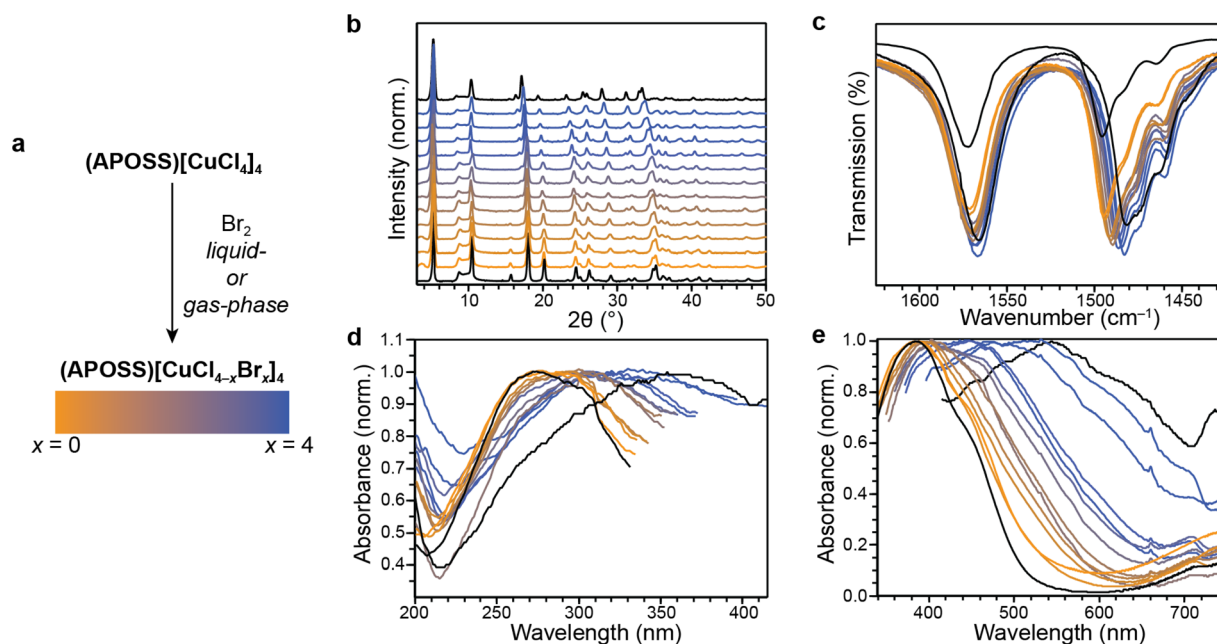 a
(APOSS)[CuCl4]4
Br2
liquid-
or
gas-phase
(APOSS)[CuCl4–xBrx]4
x = 0
x = 4
b
Intensity (norm.)
10
20
30
40
50
2θ (°)
c
Transmission (%)
1600
1550
1500
1450
Wavenumber (cm–1)
d
Absorbance (norm.)
1.1
1.0
0.9
0.8
0.7
0.6
0.5
0.4
200
250
300
350
400
Wavelength (nm)
e
Absorbance (norm.)
1.0
0.8
0.6
0.4
0.2
0.0
400
500
600
700
Wavelength (nm)